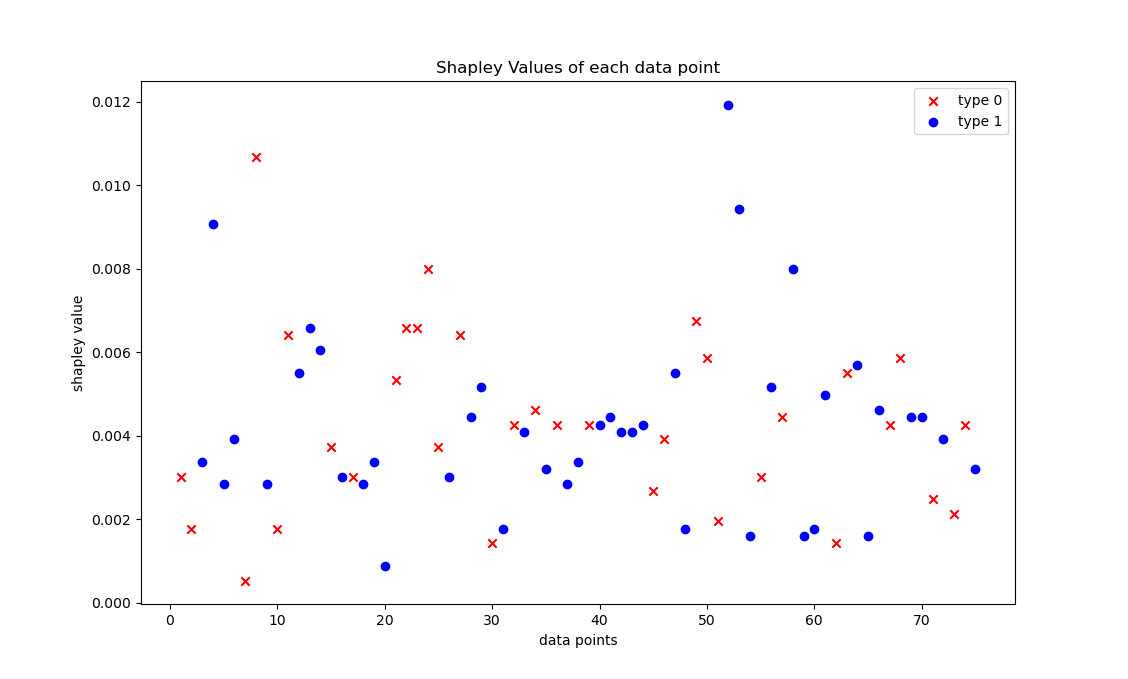 Shapley Values of each data point
type 0
type 1
0.012
0.010
0.008
0.006
0.004
0.002
0.000
shapley value
0 10 20 30 40 50 60 70
data points